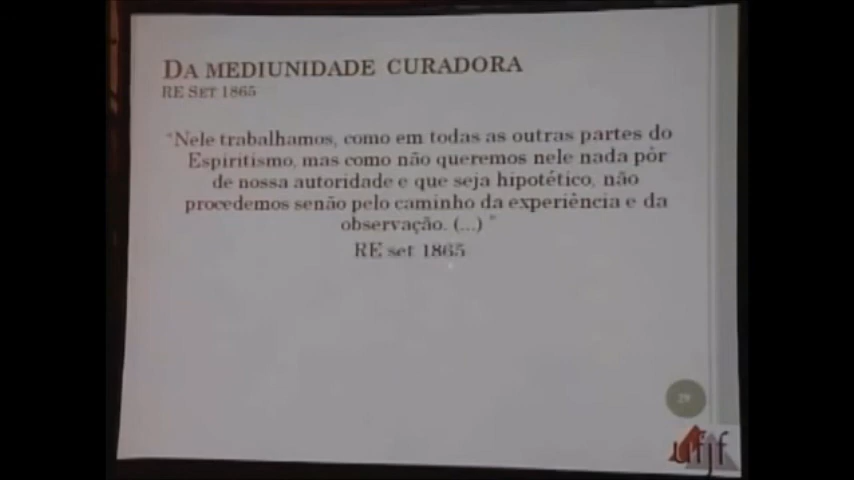 DA MEDIUNIDADE CURADORA
RE SET 1865
"Nele trabalhamos, como em todas as outras partes do
Espiritismo, mas como não queremos nele nada pôr
de nossa autoridade e que seja hipotético, não
procedemos senão pelo caminho da experiência e da
observação. (...) "
RE set 1865
29
ufjf